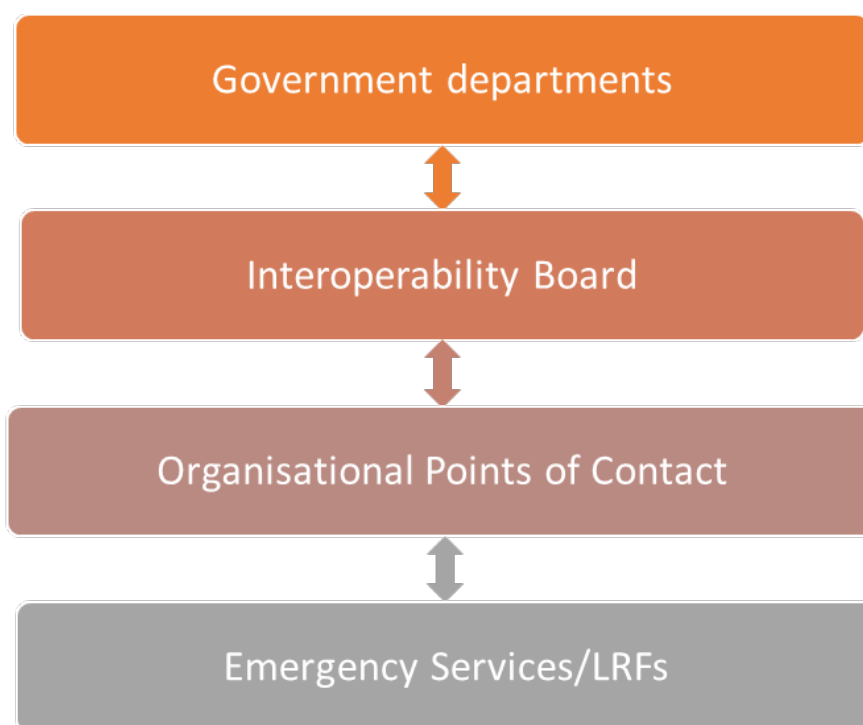 Government departments
Interoperability Board
Organisational Points of Contact
Emergency Services/LRFs